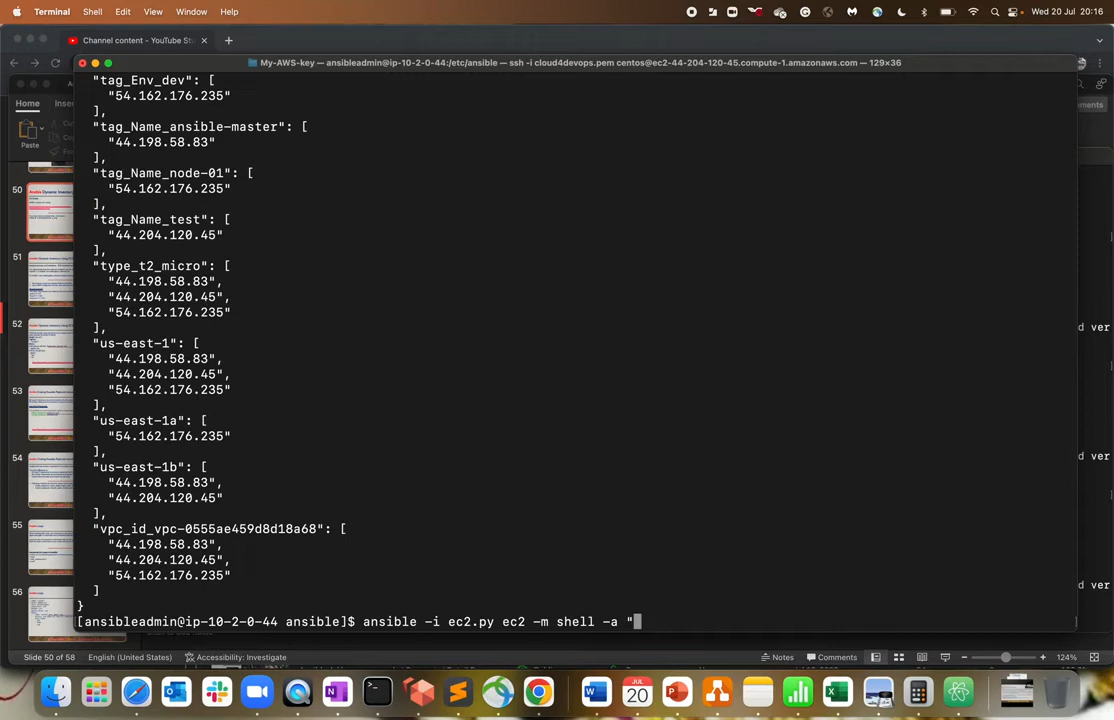 Terminal Shell Edit View Window Help
Wed 20 Jul 20:16
Channel content - YouTube St
My-AWS-key — ansibleadmin@ip-10-2-0-44:/etc/ansible — ssh -i cloud4devops.pem centos@ec2-44-204-120-45.compute-1.amazonaws.com — 129×36
Home Inser
Paste
"tag_Env_dev": [
"54.162.176.235"
],
"tag_Name_ansible-master": [
"44.198.58.83"
],
"tag_Name_node-01": [
"54.162.176.235"
],
"tag_Name_test": [
"44.204.120.45"
],
"type_t2_micro": [
"44.198.58.83",
"44.204.120.45",
"54.162.176.235"
],
"us-east-1": [
"44.198.58.83",
"44.204.120.45",
"54.162.176.235"
],
"us-east-1a": [
"54.162.176.235"
],
"us-east-1b": [
"44.198.58.83",
"44.204.120.45"
],
"vpc_id_vpc-0555ae459d8d18a68": [
"44.198.58.83",
"44.204.120.45",
"54.162.176.235"
]
}
[ansibleadmin@ip-10-2-0-44 ansible]$ ansible -i ec2.py ec2 -m shell -a "
50
51
52
53
54
55
56
omments
d ver
d ver
d ver
Slide 50 of 58 English (United States) Accessibility: Investigate Notes Comments 124%
JUL
20